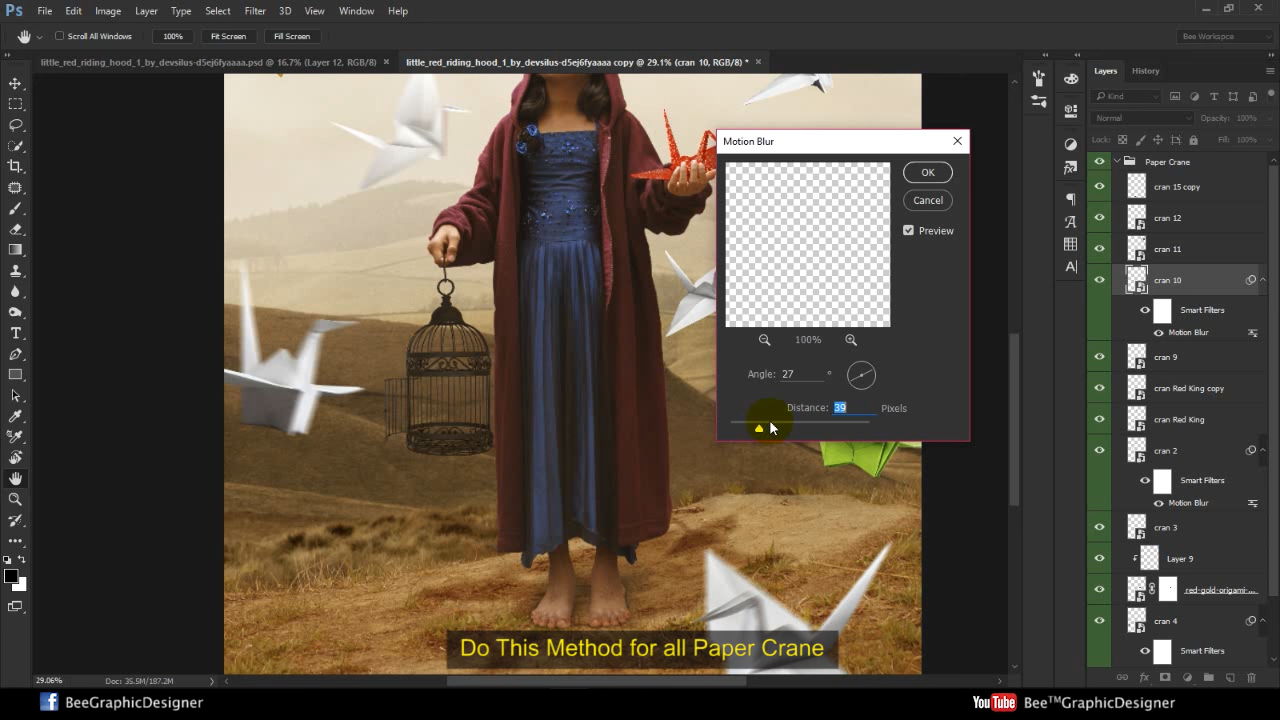 Ps File Edit Image Layer Type Select Filter 3D View Window Help
Scroll All Windows 100% Fit Screen Fill Screen Bee Workspce
little_red_riding_hood_1_by_devsilus-d5ej6fyaaaa.psd @ 16.7% (Layer 12, RGB/8) × little_red_riding_hood_1_by_devsilus-d5ej6fyaaaa copy @ 29.1% (cran 10, RGB/8) * ×
Layers History
Kind
Normal Opacity: 100%
Lock: Fill: 100%
Paper Crane
cran 15 copy
cran 12
cran 11
cran 10
Smart Filters
Motion Blur
cran 9
cran Red King copy
cran Red King
cran 2
Smart Filters
Motion Blur
cran 3
Layer 9
red-gold-origami-...
cran 4
Smart Filters
Motion Blur
OK
Cancel
Preview
100%
Angle: 27 °
Distance: 39 Pixels
Do This Method for all Paper Crane
29.06% Doc: 35.5M/187.2M
BeeGraphicDesigner
YouTube Bee™GraphicDesigner